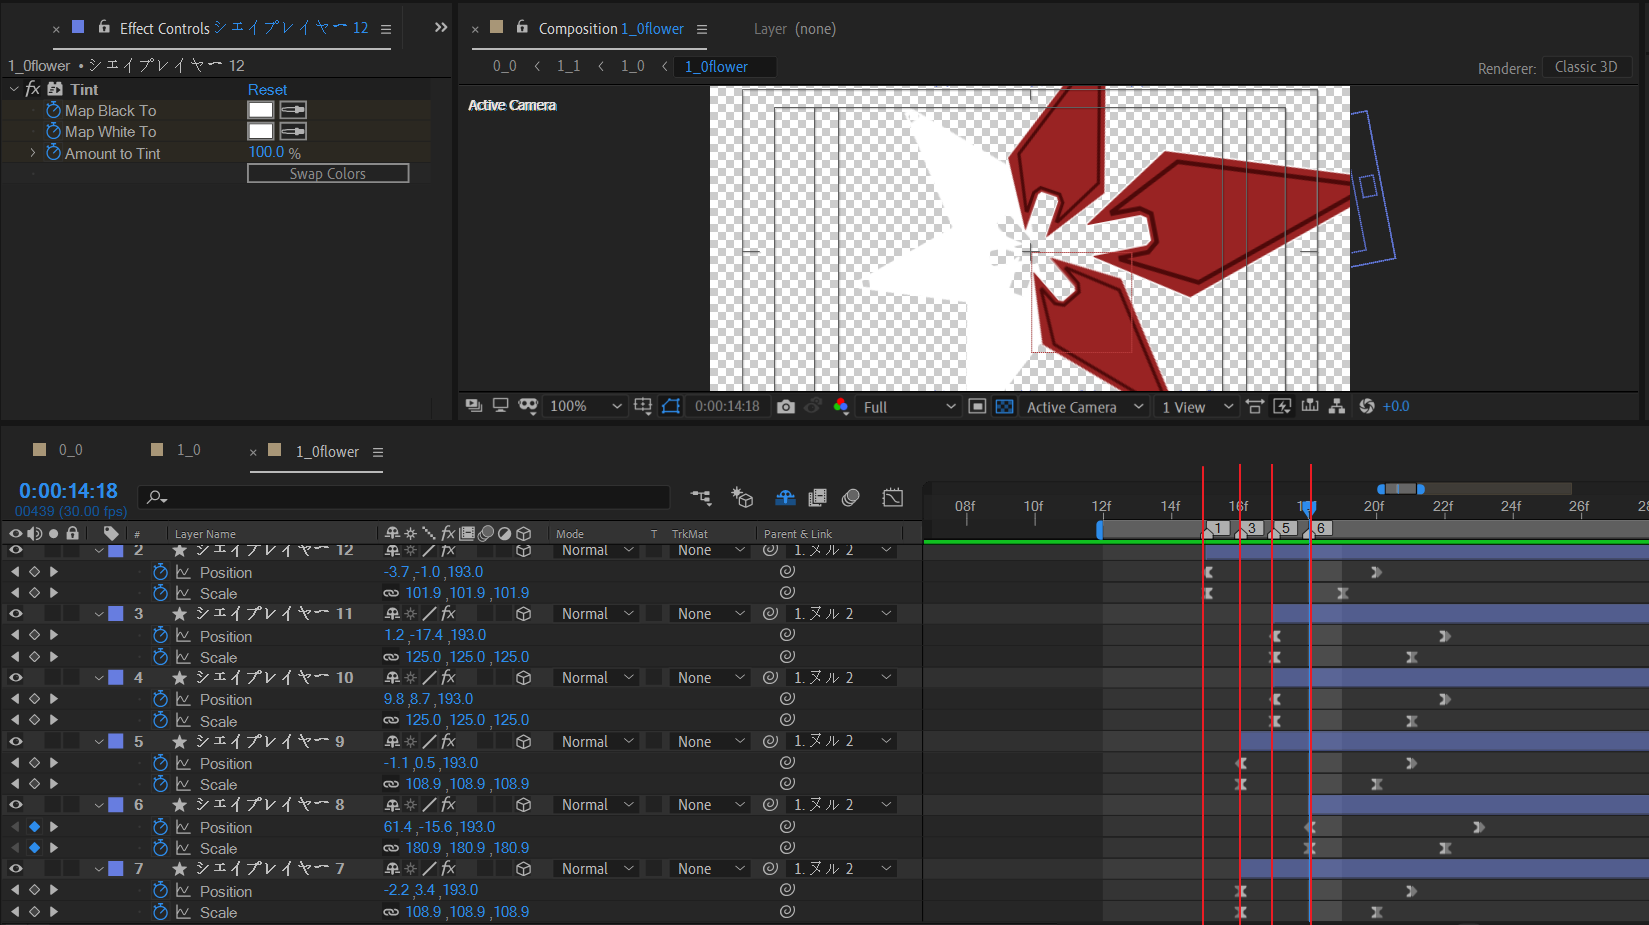 Effect Controls シェイプレイヤー 12
1_0flower • シェイプレイヤー 12
fx Tint Reset
Map Black To
Map White To
Amount to Tint 100.0 %
Swap Colors
Composition 1_0flower
Layer (none)
0_0 < 1_1 < 1_0 < 1_0flower
Renderer: Classic 3D
Active Camera
100% 0:00:14:18 Full Active Camera 1 View +0.0
0_0 1_0 1_0flower
0:00:14:18
00439 (30.00 fps)
08f 10f 12f 14f 16f 20f 22f 24f 26f 28
1 3 5 6
# Layer Name fx Mode T TrkMat Parent & Link
2 シェイプレイヤー 12 fx Normal None 1. ヌル 2
Position -3.7,-1.0,193.0
Scale 101.9,101.9,101.9
3 シェイプレイヤー 11 fx Normal None 1. ヌル 2
Position 1.2,-17.4,193.0
Scale 125.0,125.0,125.0
4 シェイプレイヤー 10 fx Normal None 1. ヌル 2
Position 9.8,8.7,193.0
Scale 125.0,125.0,125.0
5 シェイプレイヤー 9 fx Normal None 1. ヌル 2
Position -1.1,0.5,193.0
Scale 108.9,108.9,108.9
6 シェイプレイヤー 8 fx Normal None 1. ヌル 2
Position 61.4,-15.6,193.0
Scale 180.9,180.9,180.9
7 シェイプレイヤー 7 fx Normal None 1. ヌル 2
Position -2.2,3.4,193.0
Scale 108.9,108.9,108.9